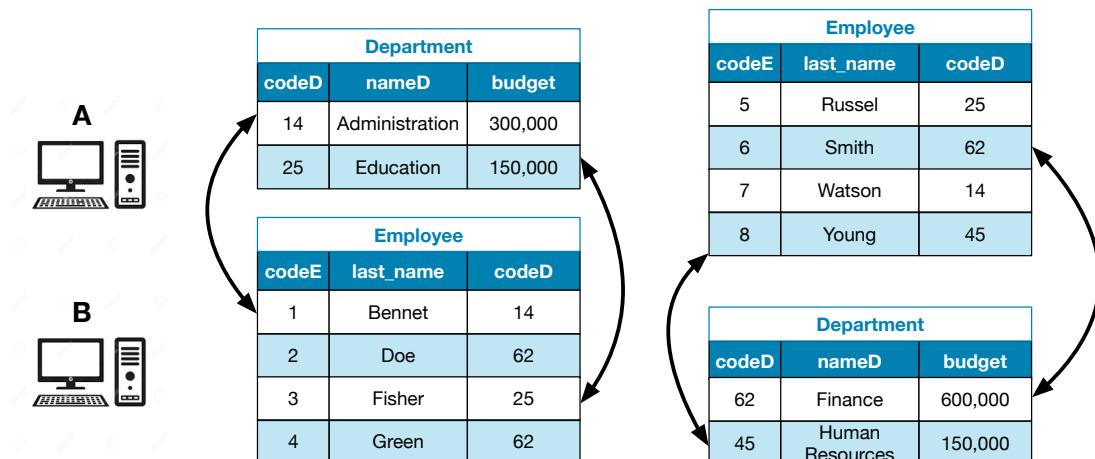 A
B
Department
codeD nameD budget
14 Administration 300,000
25 Education 150,000
Employee
codeE last_name codeD
1 Bennet 14
2 Doe 62
3 Fisher 25
4 Green 62
Employee
codeE last_name codeD
5 Russel 25
6 Smith 62
7 Watson 14
8 Young 45
Department
codeD nameD budget
62 Finance 600,000
45 Human Resources 150,000